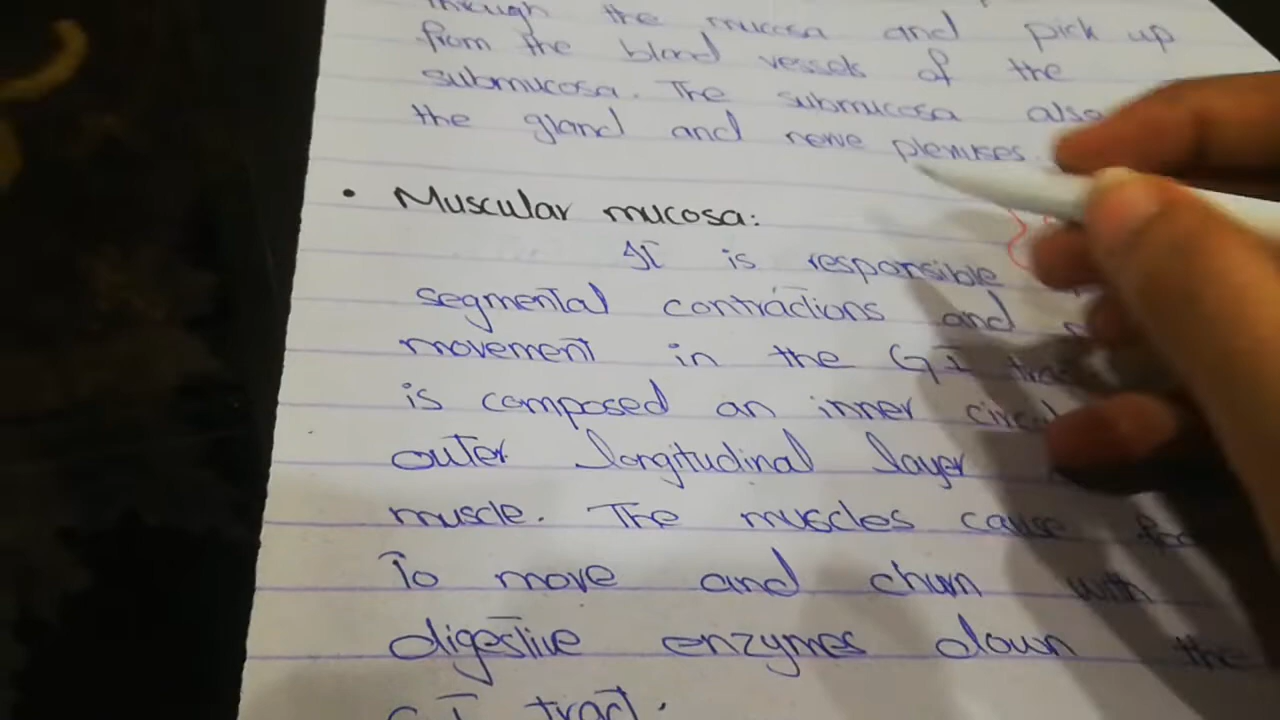 through the mucosa and pick up
from the blood vessels of the
submucosa. The submucosa also
the gland and nerve plexuses.
• Muscular mucosa:
It is responsible
segmental contractions and
movement in the GI
is composed an inner
outer longitudinal layer
muscle. The muscles cause
To move and churn with
digestive enzymes down the
GI tract.